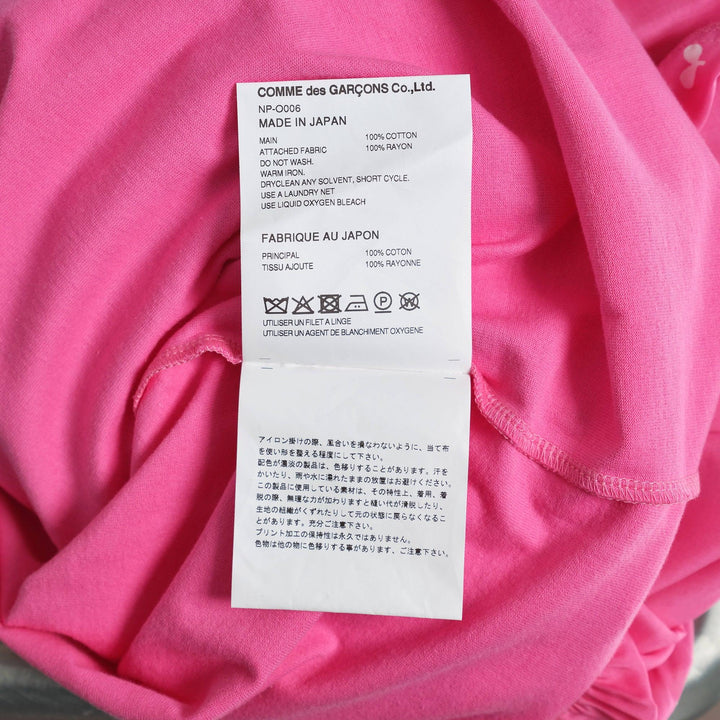 COMME des GARÇONS Co.,Ltd.
NP-O006
MADE IN JAPAN
MAIN 100% COTTON
ATTACHED FABRIC 100% RAYON
DO NOT WASH.
WARM IRON.
DRYCLEAN ANY SOLVENT, SHORT CYCLE.
USE A LAUNDRY NET
USE LIQUID OXYGEN BLEACH
FABRIQUE AU JAPON
PRINCIPAL 100% COTON
TISSU AJOUTE 100% RAYONNE
UTILISER UN FILET A LINGE
UTILISER UN AGENT DE BLANCHIMENT OXYGENE
アイロン掛けの際、風合いを損なわないように、当て布
を使い形を整える程度にして下さい。
配色が濃淡の製品は、色移りすることがあります。汗を
かいたり、雨や水に濡れたままの放置はお避けください。
この製品に使用している素材は、その特性上、着用、着
脱の際、無理な力が加わりますと縫い代が滑脱したり、
生地の組織がくずれたりして元の状態に戻らなくなるこ
とがあります。充分ご注意下さい。
プリント加工の保持性は永久ではありません。
色物は他の物に色移りする事があります、ご注意下さい。